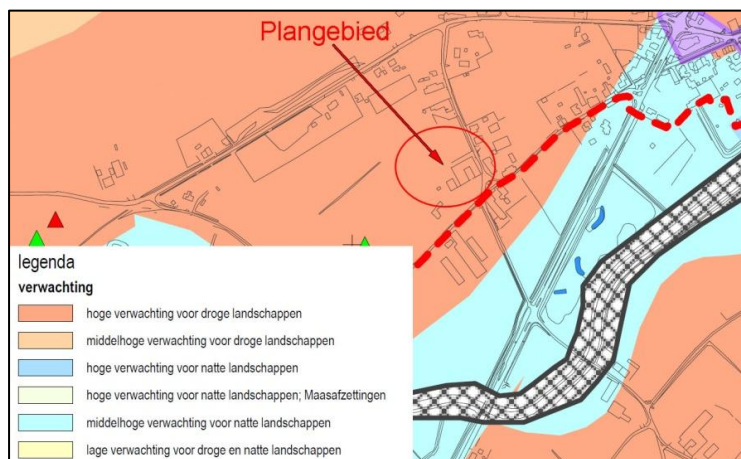 Plangebied
legenda
verwachting
hoge verwachting voor droge landschappen
middelhoge verwachting voor droge landschappen
hoge verwachting voor natte landschappen
hoge verwachting voor natte landschappen; Maasafzettingen
middelhoge verwachting voor natte landschappen
lage verwachting voor droge en natte landschappen